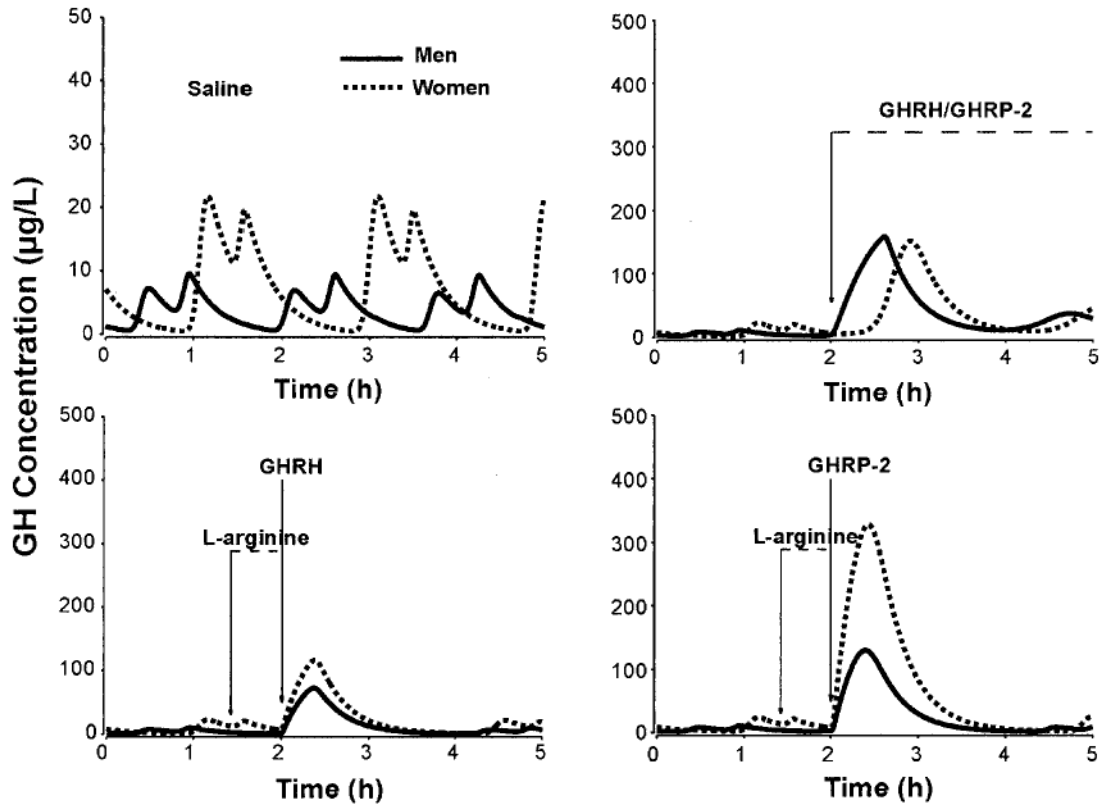 GH Concentration (µg/L)
50
40
30
20
10
0
Saline
Men
Women
0 1 2 3 4 5
Time (h)
500
400
300
200
100
0
GHRH/GHRP-2
0 1 2 3 4 5
Time (h)
500
400
300
200
100
0
GHRH
L-arginine
0 1 2 3 4 5
Time (h)
500
400
300
200
100
0
GHRP-2
L-arginine
0 1 2 3 4 5
Time (h)